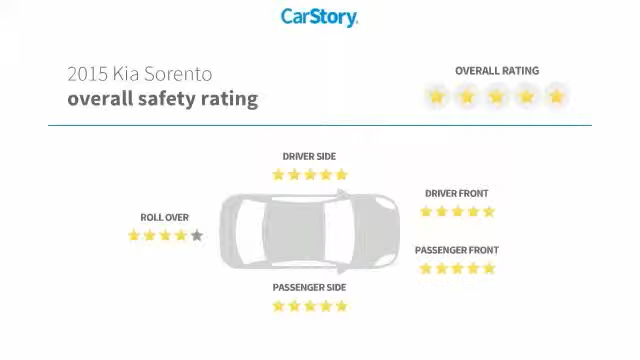 CarStory.
2015 Kia Sorento
overall safety rating
OVERALL RATING
DRIVER SIDE
DRIVER FRONT
ROLL OVER
PASSENGER FRONT
PASSENGER SIDE